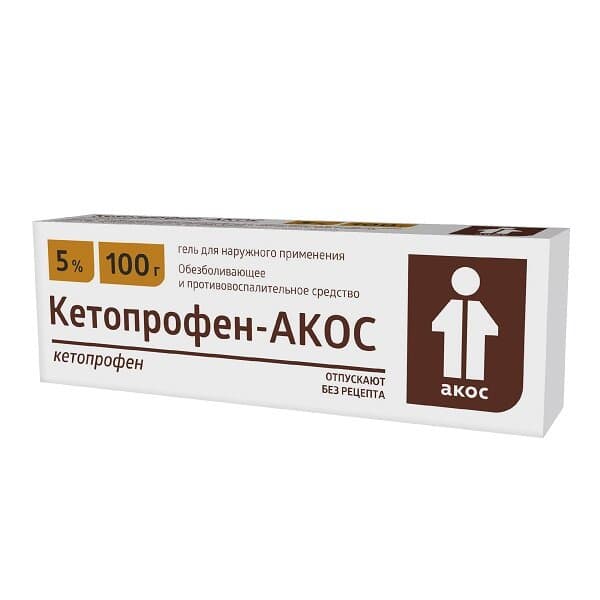 5% 100 г
гель для наружного применения
Обезболивающее
и противовоспалительное средство
Кетопрофен-АКОС
кетопрофен
ОТПУСКАЮТ
БЕЗ РЕЦЕПТА
акос